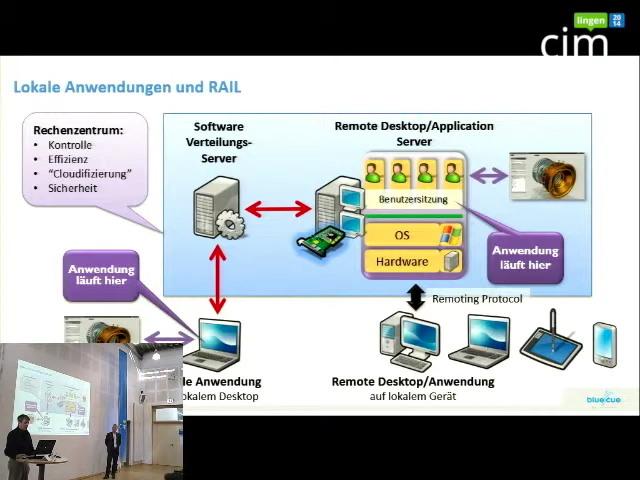 lingen 2014
cim
Lokale Anwendungen und RAIL
Rechenzentrum:
• Kontrolle
• Effizienz
• "Cloudifizierung"
• Sicherheit
Software
Verteilungs-
Server
Remote Desktop/Application
Server
Benutzersitzung
OS
Hardware
Anwendung
läuft hier
Anwendung
läuft hier
Remoting Protocol
le Anwendung
okalem Desktop
Remote Desktop/Anwendung
auf lokalem Gerät
blue cue